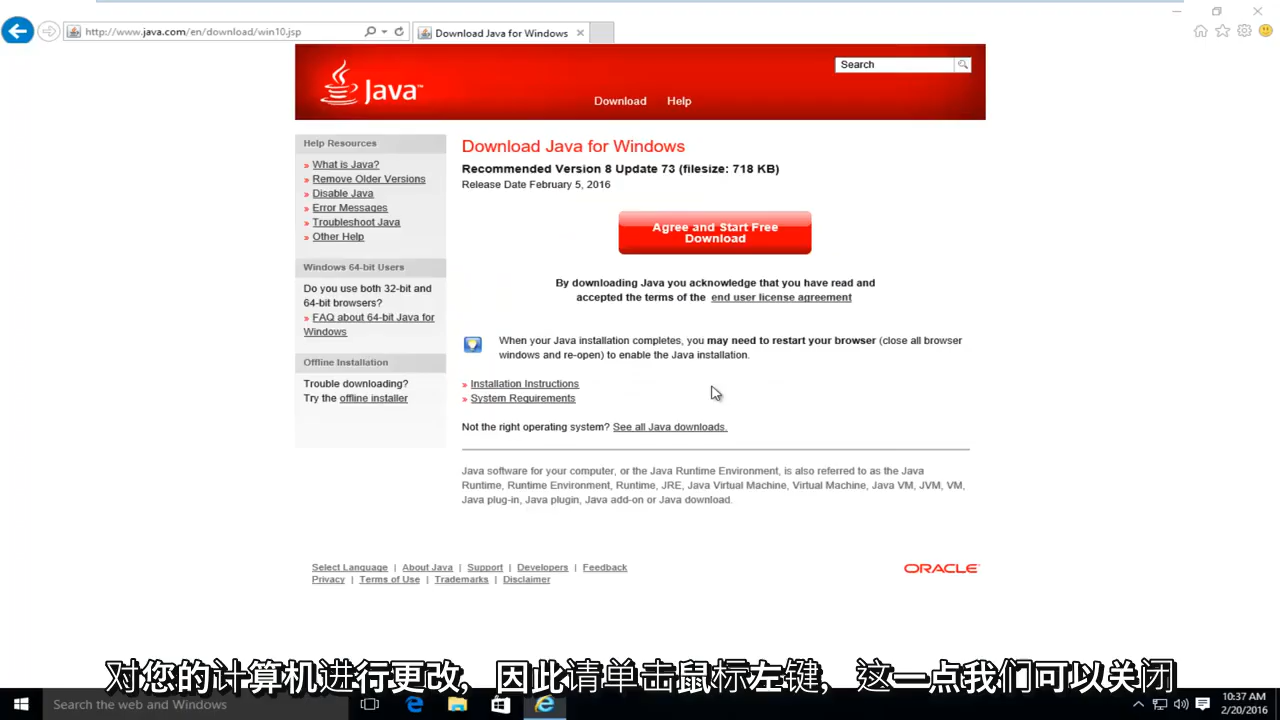 http://www.java.com/en/download/win10.jsp
Download Java for Windows
Java™
Search
Download Help
Help Resources
» What is Java?
» Remove Older Versions
» Disable Java
» Error Messages
» Troubleshoot Java
» Other Help
Windows 64-bit Users
Do you use both 32-bit and
64-bit browsers?
» FAQ about 64-bit Java for
Windows
Offline Installation
Trouble downloading?
Try the offline installer
Download Java for Windows
Recommended Version 8 Update 73 (filesize: 718 KB)
Release Date February 5, 2016
Agree and Start Free
Download
By downloading Java you acknowledge that you have read and
accepted the terms of the end user license agreement
When your Java installation completes, you may need to restart your browser (close all browser
windows and re-open) to enable the Java installation.
» Installation Instructions
» System Requirements
Not the right operating system? See all Java downloads.
Java software for your computer, or the Java Runtime Environment, is also referred to as the Java
Runtime, Runtime Environment, Runtime, JRE, Java Virtual Machine, Virtual Machine, Java VM, JVM, VM,
Java plug-in, Java plugin, Java add-on or Java download.
Select Language | About Java | Support | Developers | Feedback
Privacy | Terms of Use | Trademarks | Disclaimer
ORACLE
对您的计算机进行更改, 因此请单击鼠标左键, 这一点我们可以关闭
Search the web and Windows
10:37 AM
2/20/2016